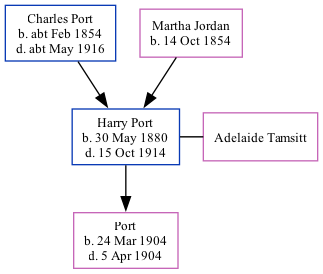 Charles Port
b. abt Feb 1854
d. abt May 1916
Martha Jordan
b. 14 Oct 1854
Harry Port
b. 30 May 1880
d. 15 Oct 1914
Adelaide Tamsitt
Port
b. 24 Mar 1904
d. 5 Apr 1904